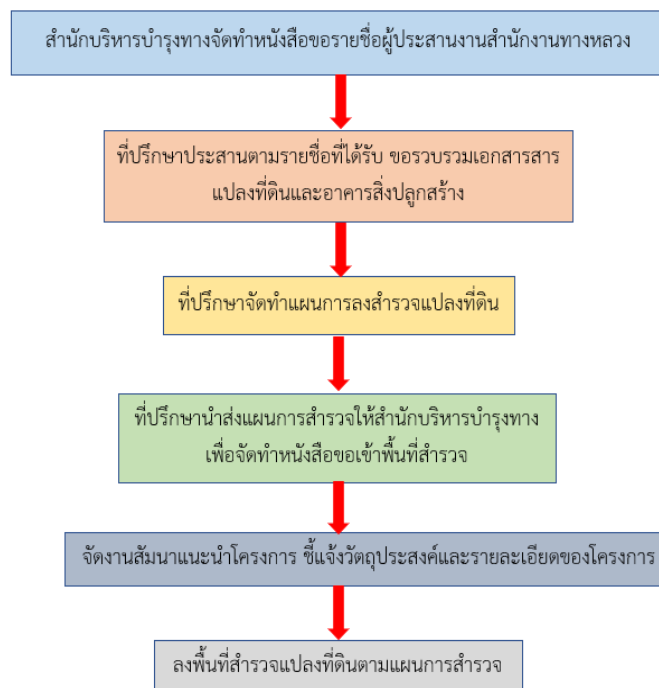 สำนักบริหารบำรุงทางจัดทำหนังสือขอรายชื่อผู้ประสานงานสำนักงานทางหลวง
ที่ปรึกษาประสานตามรายชื่อที่ได้รับ ขอรวบรวมเอกสารสาร
แปลงที่ดินและอาคารสิ่งปลูกสร้าง
ที่ปรึกษาจัดทำแผนการลงสำรวจแปลงที่ดิน
ที่ปรึกษานำส่งแผนการสำรวจให้สำนักบริหารบำรุงทาง
เพื่อจัดทำหนังสือขอเข้าพื้นที่สำรวจ
จัดงานสัมนาแนะนำโครงการ ชี้แจ้งวัตถุประสงค์และรายละเอียดของโครงการ
ลงพื้นที่สำรวจแปลงที่ดินตามแผนการสำรวจ